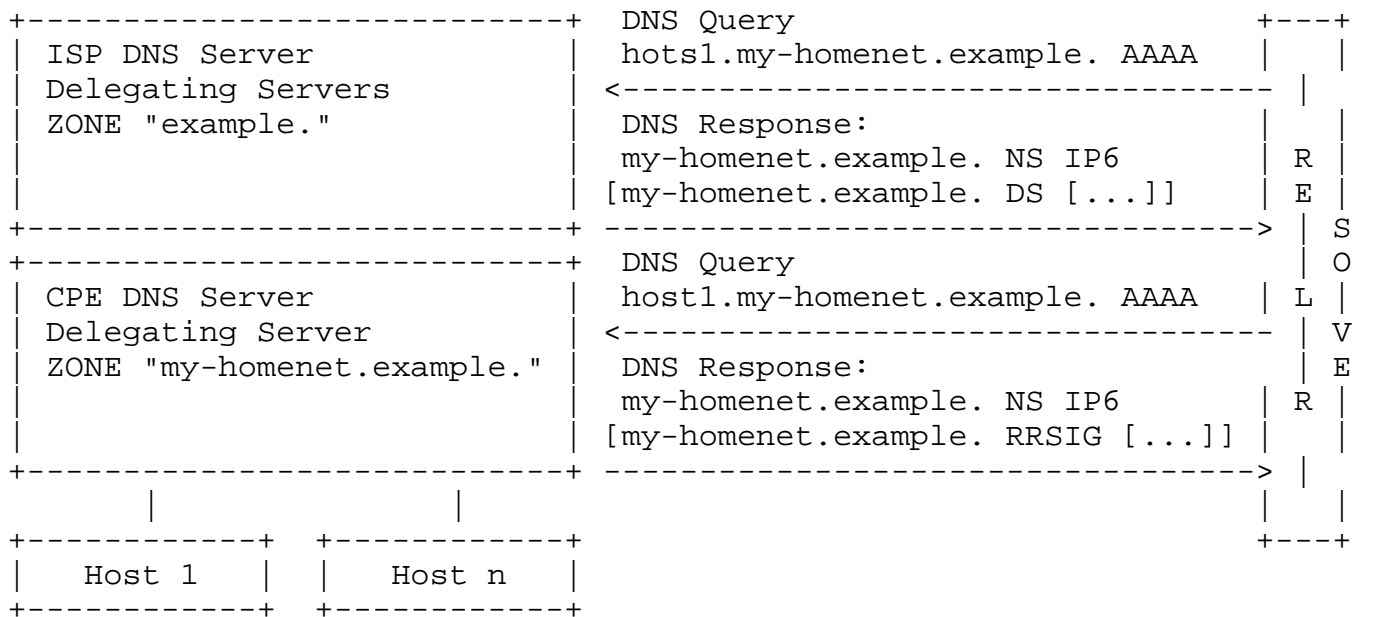 DNS Query
ISP DNS Server hots1.my-homenet.example. AAAA
Delegating Servers
ZONE "example." DNS Response:
my-homenet.example. NS IP6 R
[my-homenet.example. DS [...]] E
S
DNS Query O
CPE DNS Server host1.my-homenet.example. AAAA L
Delegating Server V
ZONE "my-homenet.example." DNS Response: E
my-homenet.example. NS IP6 R
[my-homenet.example. RRSIG [...]]
Host 1 Host n